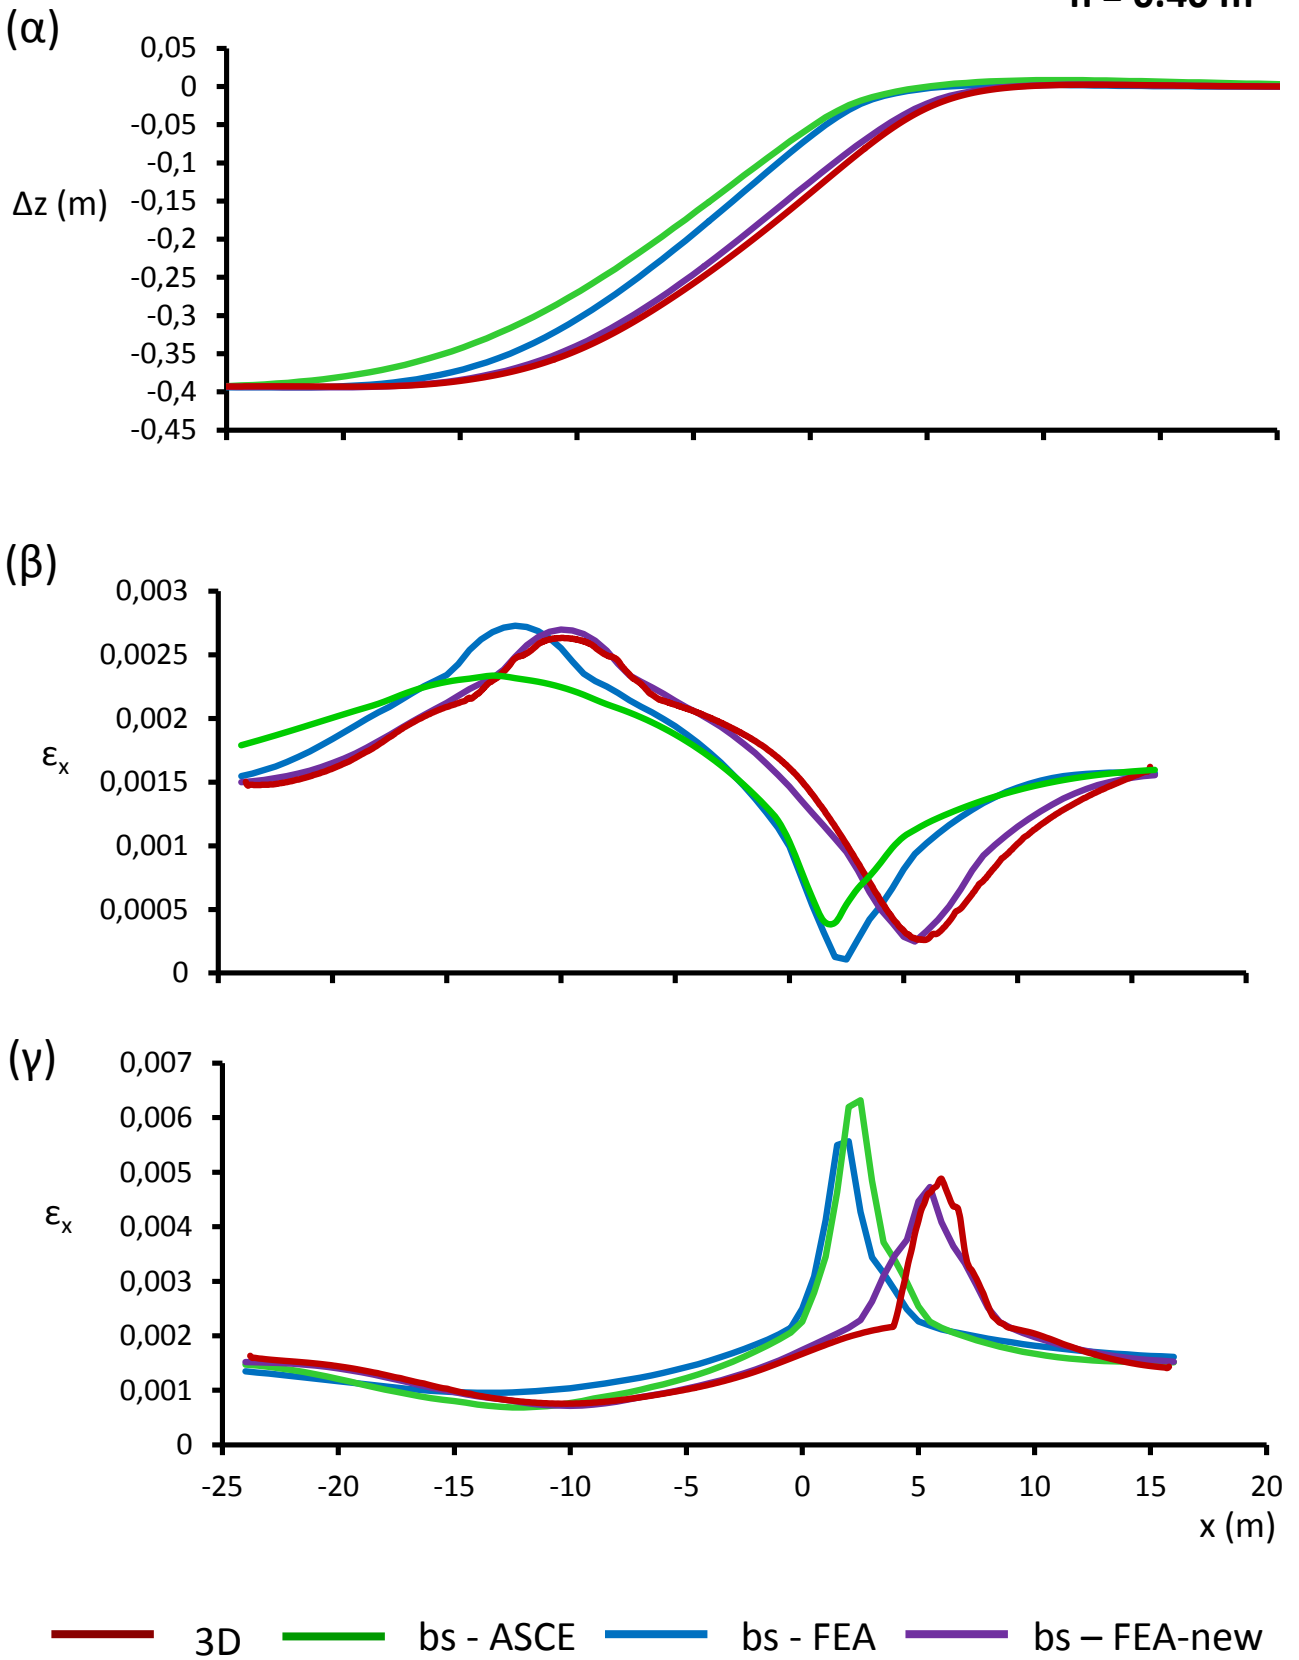 (α)
0,05
0
-0,05
-0,1
-0,15
Δz (m)
-0,2
-0,25
-0,3
-0,35
-0,4
-0,45
(β)
0,003
0,0025
0,002
εx
0,0015
0,001
0,0005
0
(γ)
0,007
0,006
0,005
εx
0,004
0,003
0,002
0,001
0
-25 -20 -15 -10 -5 0 5 10 15 20
x (m)
3D bs - ASCE bs - FEA bs – FEA-new